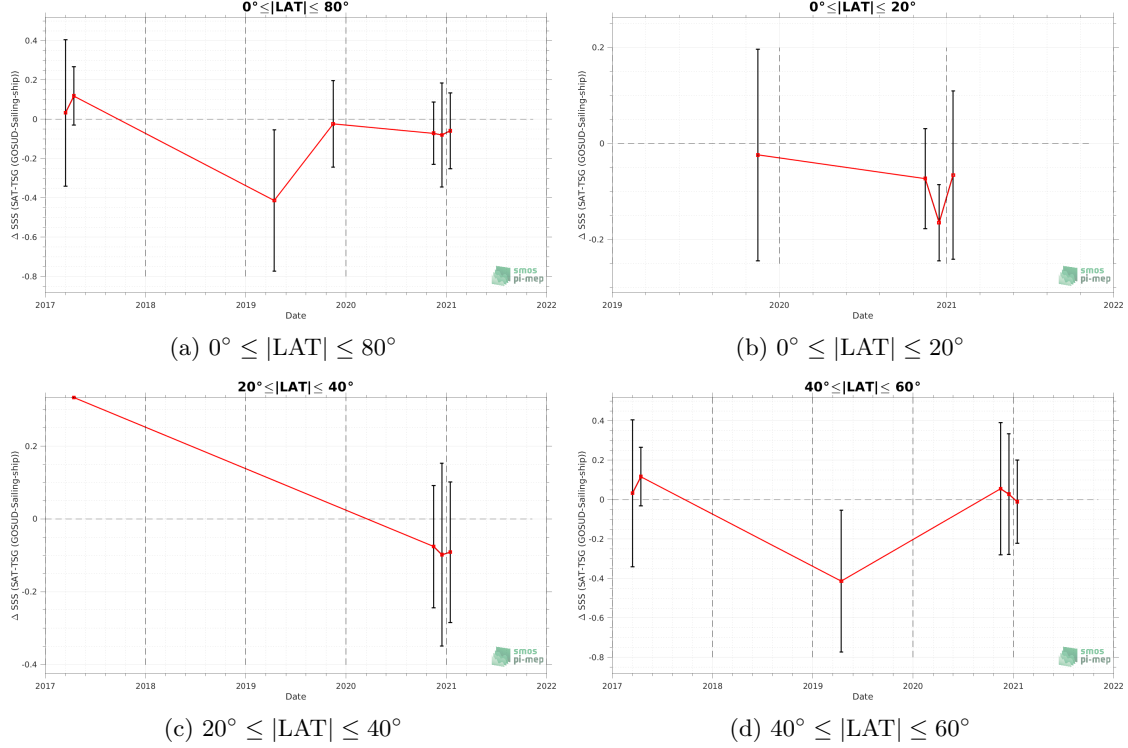 0°≤|LAT|≤ 80°
Δ SSS (SAT-TSG (GOSUD-Sailing-ship))
0.4
0.2
0
-0.2
-0.4
-0.6
-0.8
2017
2018
2019
2020
2021
2022
Date
smos
pi-mep
(a) 0° ≤ |LAT| ≤ 80°
0°≤|LAT|≤ 20°
Δ SSS (SAT-TSG (GOSUD-Sailing-ship))
0.2
0
-0.2
2019
2020
2021
2022
Date
smos
pi-mep
(b) 0° ≤ |LAT| ≤ 20°
20°≤|LAT|≤ 40°
Δ SSS (SAT-TSG (GOSUD-Sailing-ship))
0.2
0
-0.2
-0.4
2017
2018
2019
2020
2021
2022
Date
smos
pi-mep
(c) 20° ≤ |LAT| ≤ 40°
40°≤|LAT|≤ 60°
Δ SSS (SAT-TSG (GOSUD-Sailing-ship))
0.4
0.2
0
-0.2
-0.4
-0.6
-0.8
2017
2018
2019
2020
2021
2022
Date
smos
pi-mep
(d) 40° ≤ |LAT| ≤ 60°